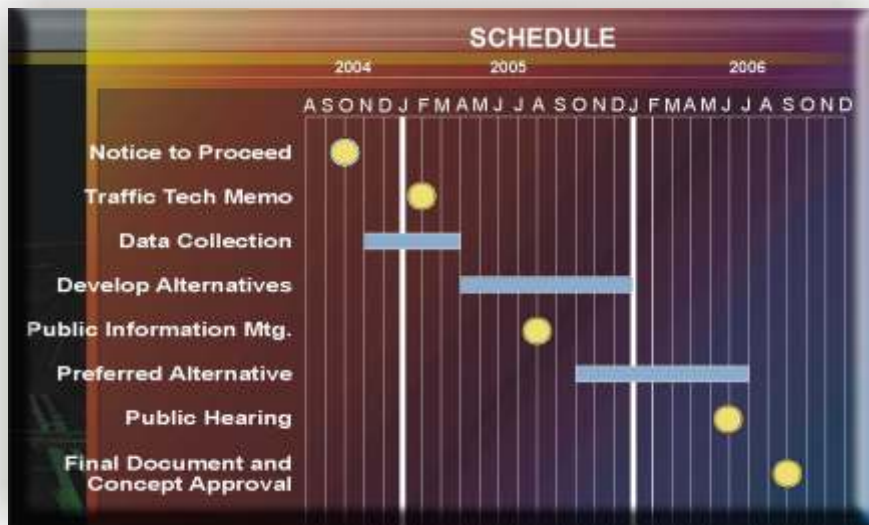 SCHEDULE
2004 2005 2006
A S O N D J F M A M J J A S O N D J F M A M J J A S O N D
Notice to Proceed
Traffic Tech Memo
Data Collection
Develop Alternatives
Public Information Mtg.
Preferred Alternative
Public Hearing
Final Document and
Concept Approval